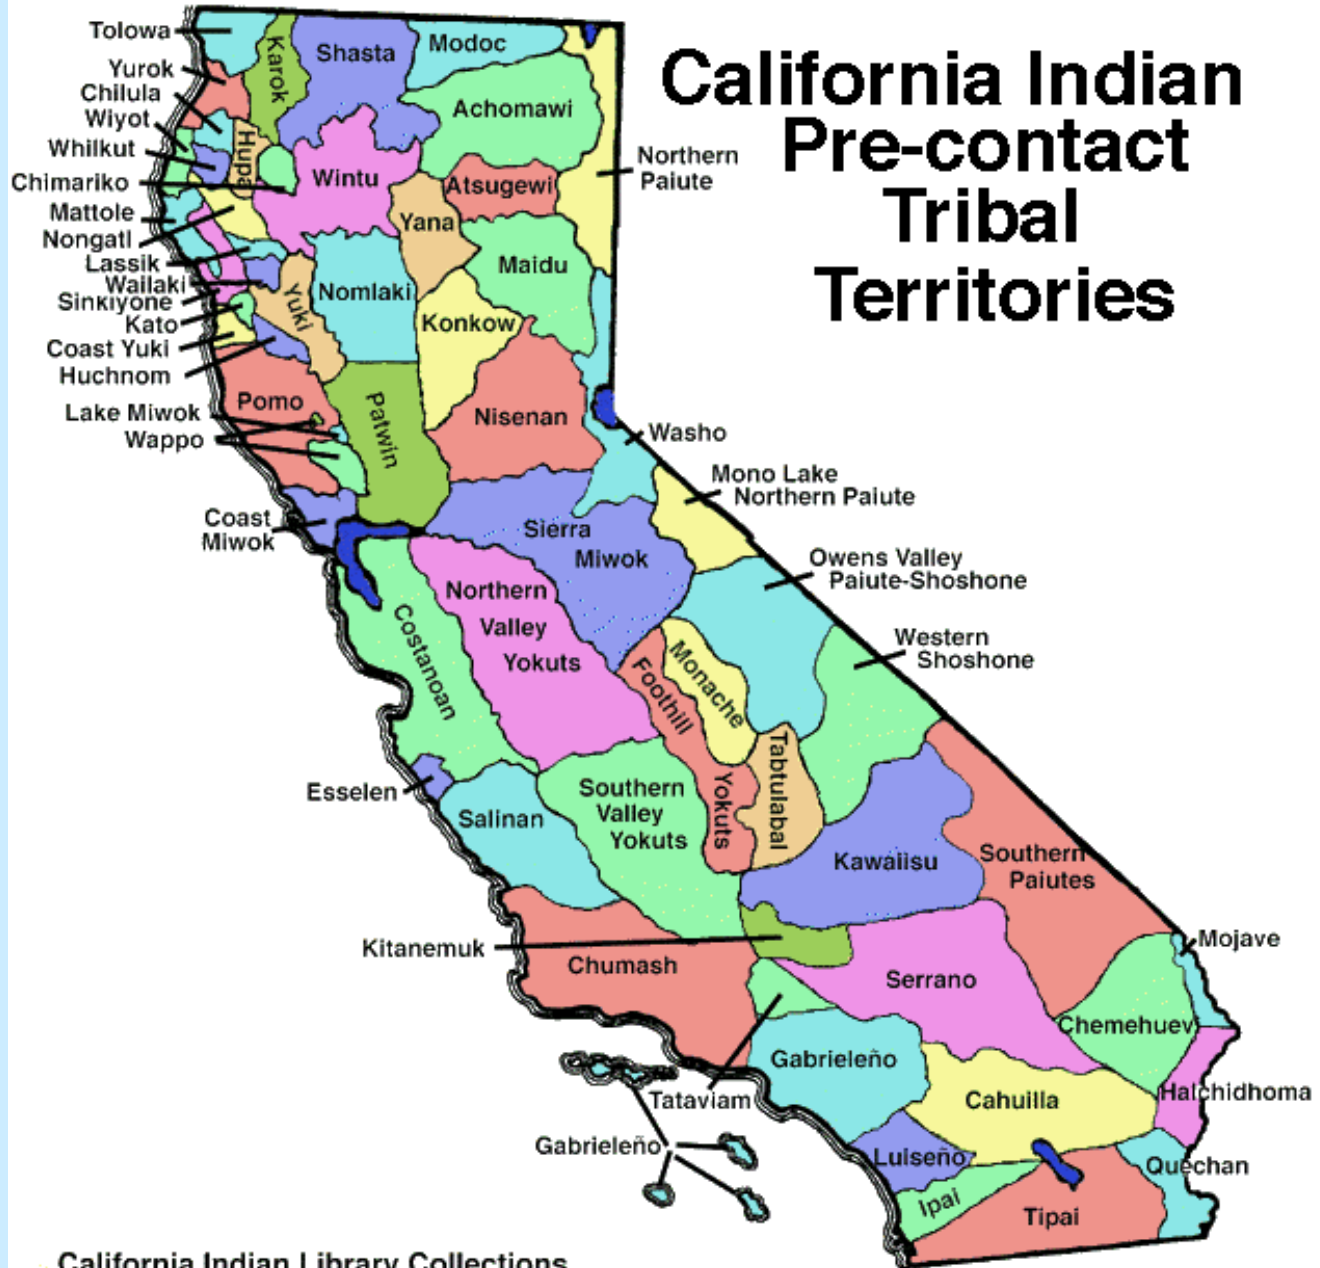 California Indian
Pre-contact
Tribal
Territories
Tolowa
Yurok
Chilula
Wiyot
Whilkut
Chimariko
Mattole
Nongatl
Lassik
Wailaki
Sinkiyone
Kato
Coast Yuki
Huchnom
Lake Miwok
Wappo
Coast
Miwok
Karok
Shasta
Modoc
Achomawi
Hupa
Wintu
Atsugewi
Yana
Northern
Paiute
Maidu
Yuki
Nomlaki
Konkow
Pomo
Patwin
Nisenan
Washo
Mono Lake
Northern Paiute
Sierra
Miwok
Owens Valley
Paiute-Shoshone
Northern
Valley
Yokuts
Costanoan
Western
Shoshone
Monache
Foothill
Yokuts
Tabtulabal
Esselen
Salinan
Southern
Valley
Yokuts
Kawaiisu
Southern
Paiutes
Kitanemuk
Chumash
Serrano
Mojave
Chemehuevi
Gabrieleño
Tataviam
Cahuilla
Halchidhoma
Gabrieleño
Luiseño
Quechan
Ipai
Tipai
California Indian Library Collections